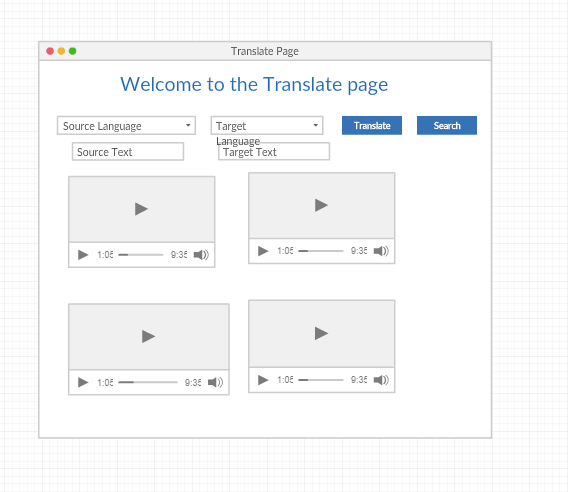 Translate Page
Welcome to the Translate page
Source Language
Target
Language
Translate
Search
Source Text
Target Text
1:05 9:35
1:05 9:35
1:05 9:35
1:05 9:35